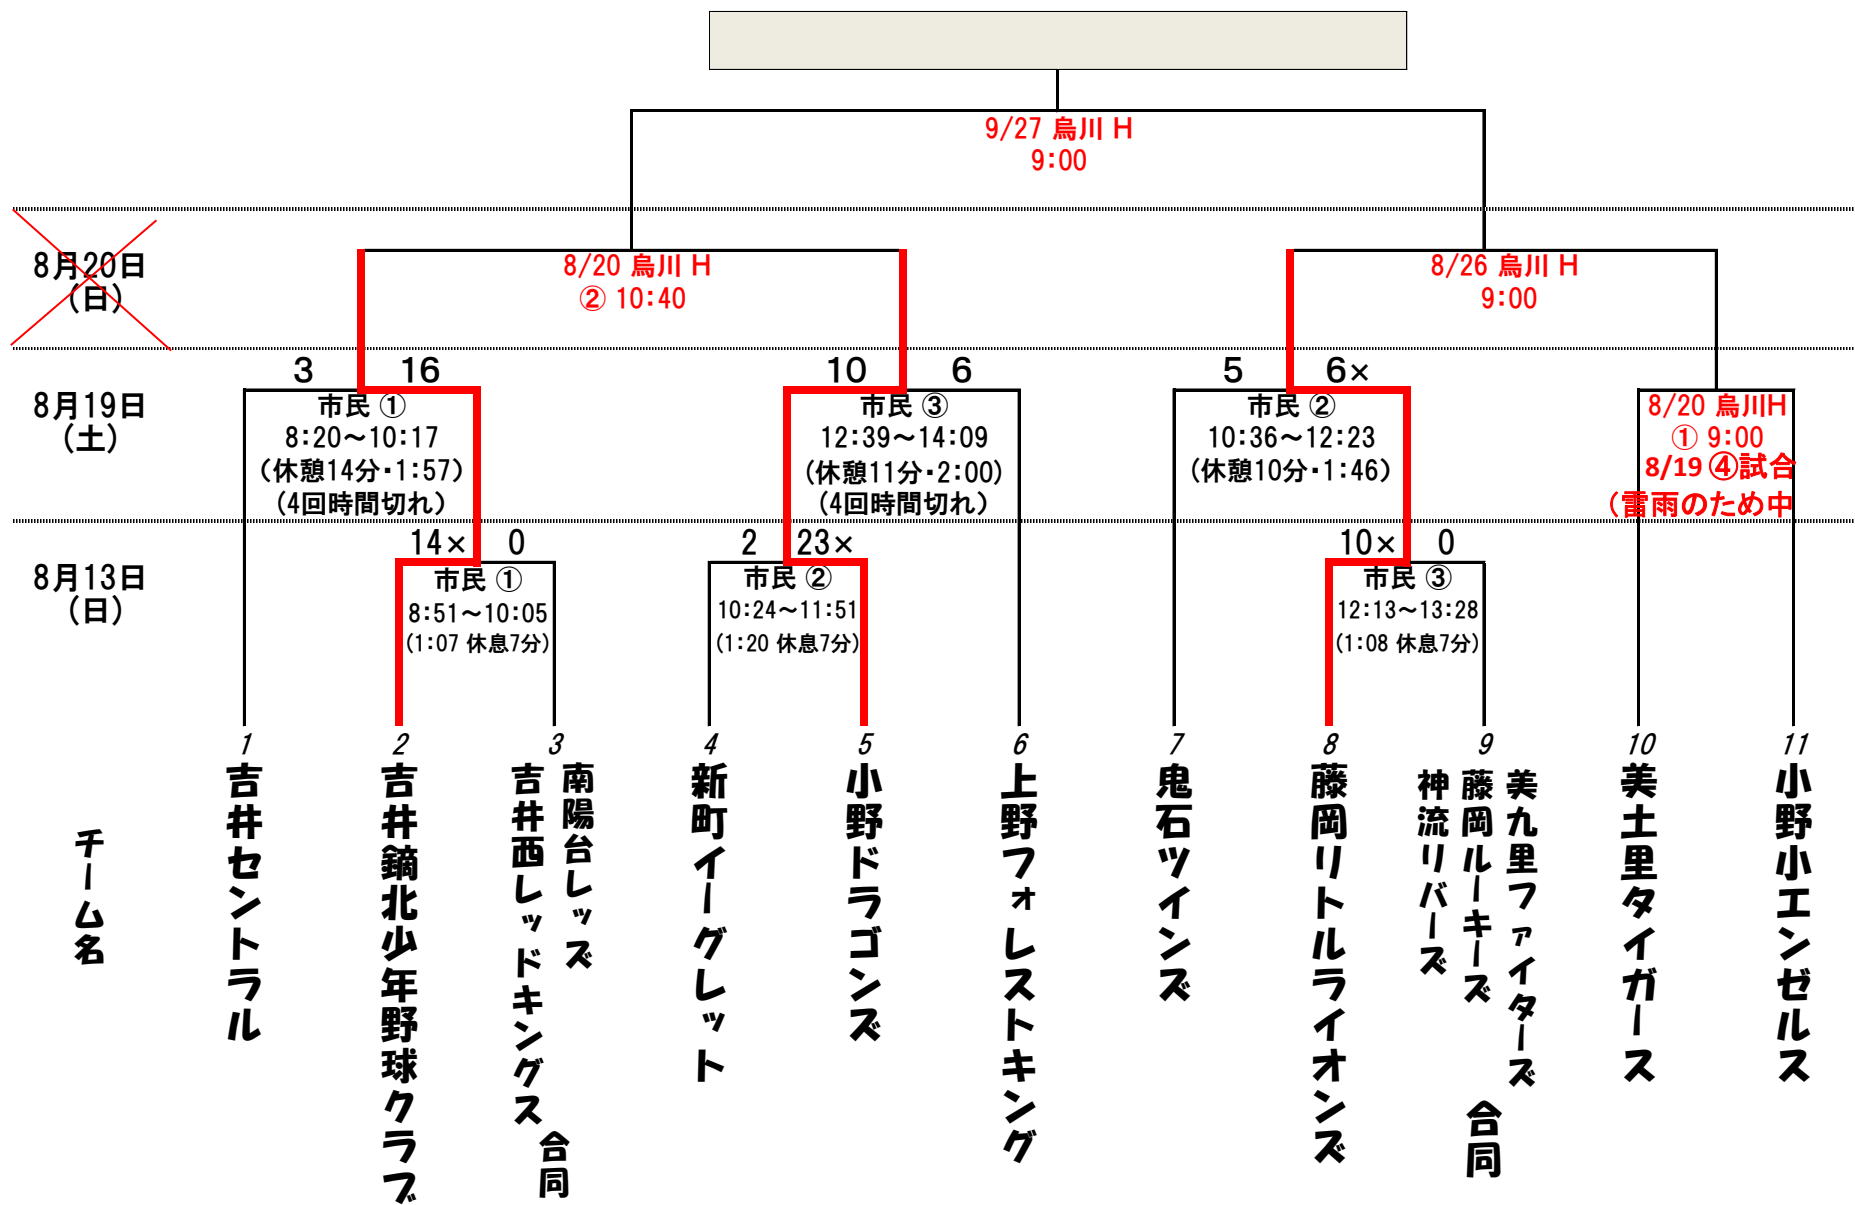 9/27 烏川 H
9:00
8月20日
（日）
8/20 烏川 H
② 10:40
8/26 烏川 H
9:00
8月19日
（土）
3 16
市民 ①
8:20～10:17
（休憩14分・1:57）
（4回時間切れ）
10 6
市民 ③
12:39～14:09
（休憩11分・2:00）
（4回時間切れ）
5 6×
市民 ②
10:36～12:23
（休憩10分・1:46）
8/20 烏川H
① 9:00
8/19 ④試合
（雷雨のため中
8月13日
（日）
14× 0
市民 ①
8:51～10:05
(1:07 休息7分)
2 23×
市民 ②
10:24～11:51
(1:20 休息7分)
10× 0
市民 ③
12:13～13:28
(1:08 休息7分)
チーム名
1
吉井セントラル
2
吉井鏑北少年野球クラブ
3
南陽台レッズ
吉井西レッドキングス
合同
4
新町イーグレット
5
小野ドラゴンズ
6
上野フォレストキング
7
鬼石ツインズ
8
藤岡リトルライオンズ
9
美九里ファイターズ
藤岡ルーキーズ
神流リバーズ
合同
10
美土里タイガース
11
小野小エンゼルス